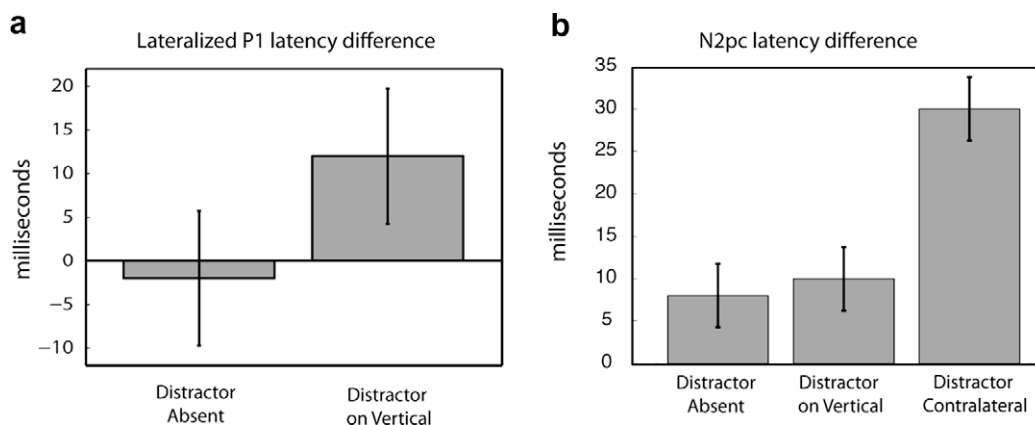 a
Lateralized P1 latency difference
milliseconds
20
15
10
5
0
−5
−10
Distractor
Absent
Distractor
on Vertical
b
N2pc latency difference
milliseconds
35
30
25
20
15
10
5
0
Distractor
Absent
Distractor
on Vertical
Distractor
Contralateral